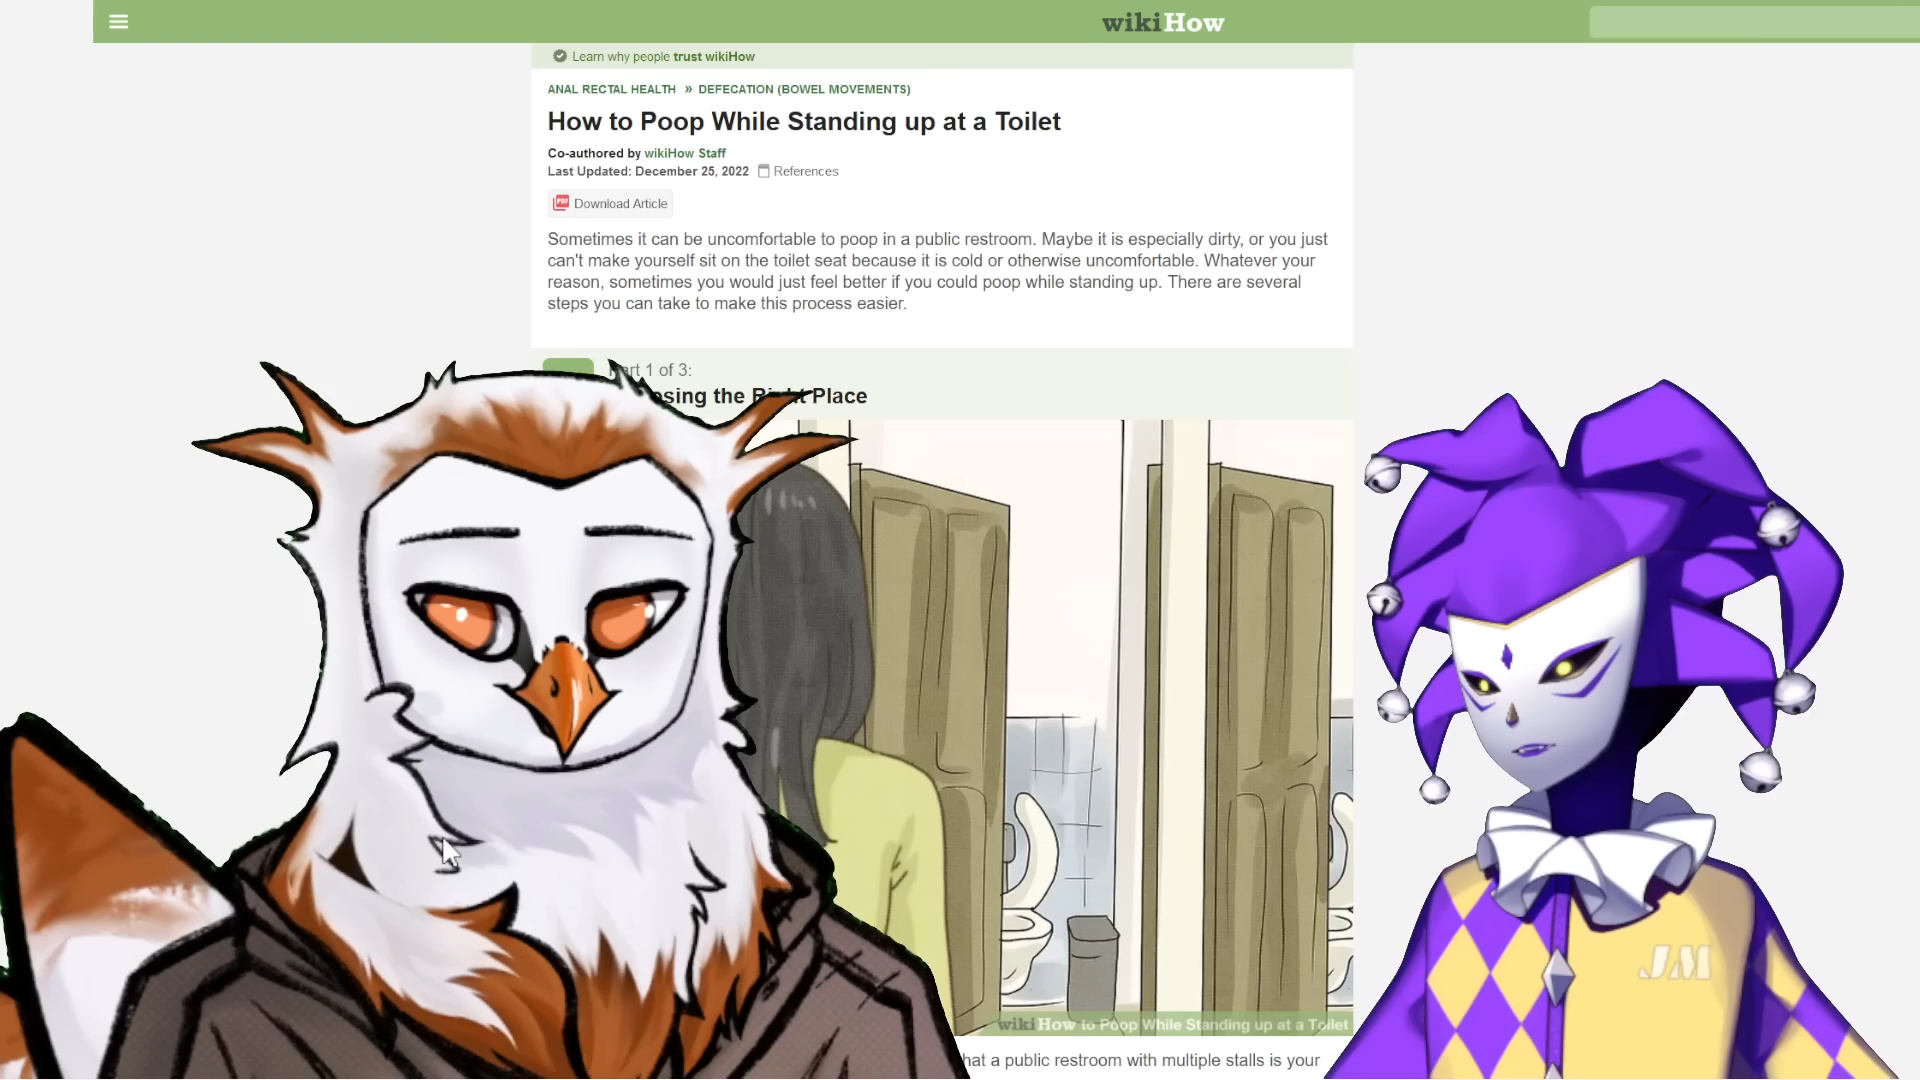 wikiHow
Learn why people trust wikiHow
ANAL RECTAL HEALTH » DEFECATION (BOWEL MOVEMENTS)
How to Poop While Standing up at a Toilet
Co-authored by wikiHow Staff
Last Updated: December 25, 2022 References
PDF Download Article
Sometimes it can be uncomfortable to poop in a public restroom. Maybe it is especially dirty, or you just
can't make yourself sit on the toilet seat because it is cold or otherwise uncomfortable. Whatever your
reason, sometimes you would just feel better if you could poop while standing up. There are several
steps you can take to make this process easier.
1 of 3:
the Place
JM
wikiHow to Poop While Standing up at a Toilet
a public restroom with multiple stalls is your